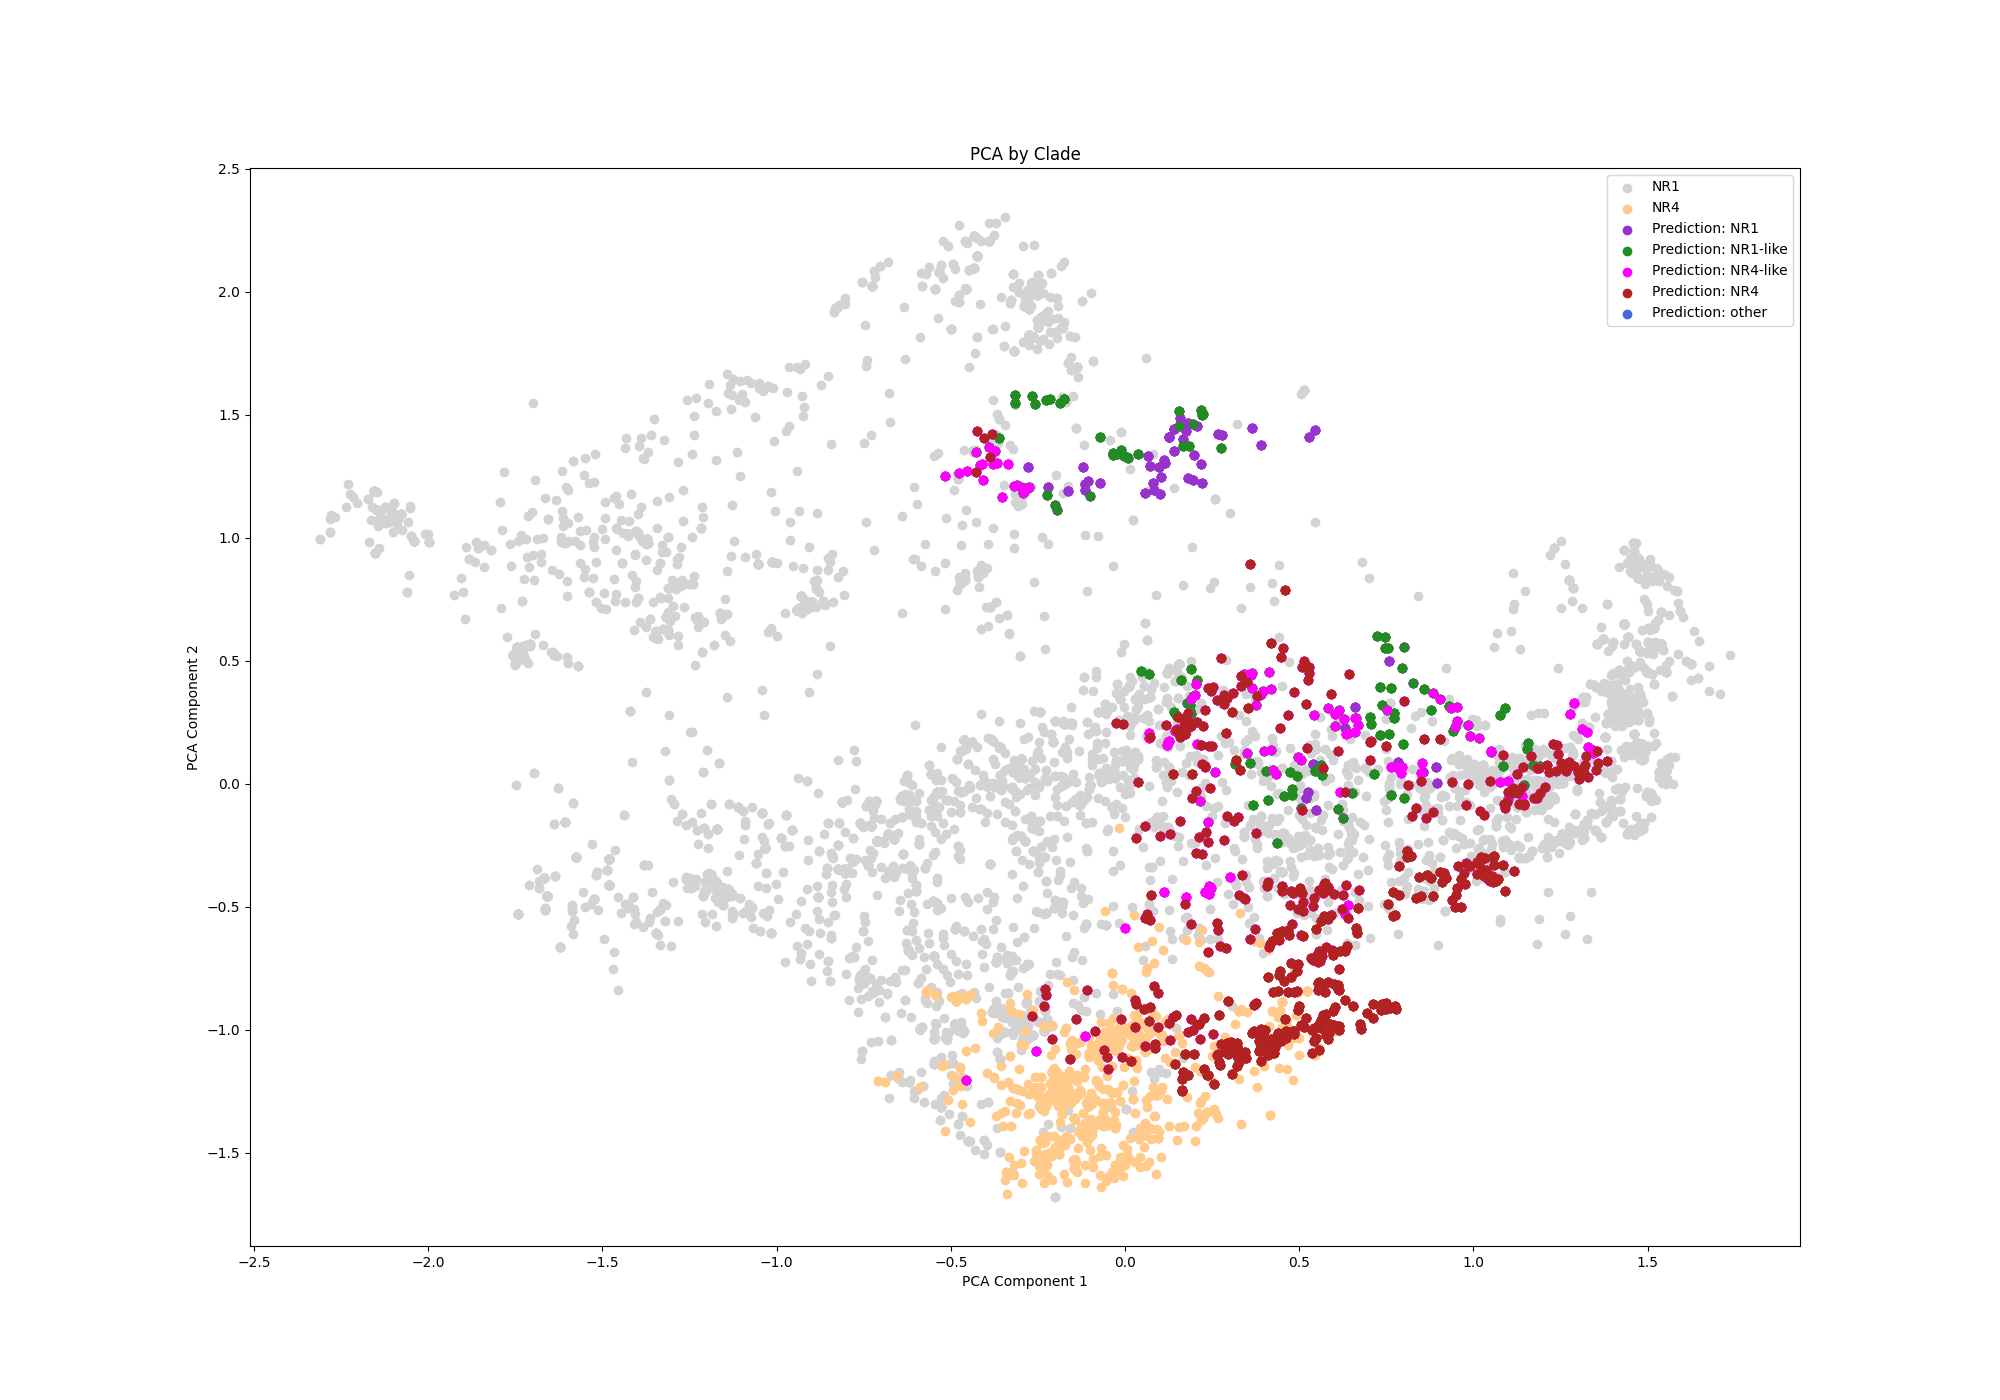 PCA by Clade
2.5
2.0
1.5
1.0
0.5
0.0
−0.5
−1.0
−1.5
PCA Component 2
NR1
NR4
Prediction: NR1
Prediction: NR1-like
Prediction: NR4-like
Prediction: NR4
Prediction: other
−2.5 −2.0 −1.5 −1.0 −0.5 0.0 0.5 1.0 1.5
PCA Component 1